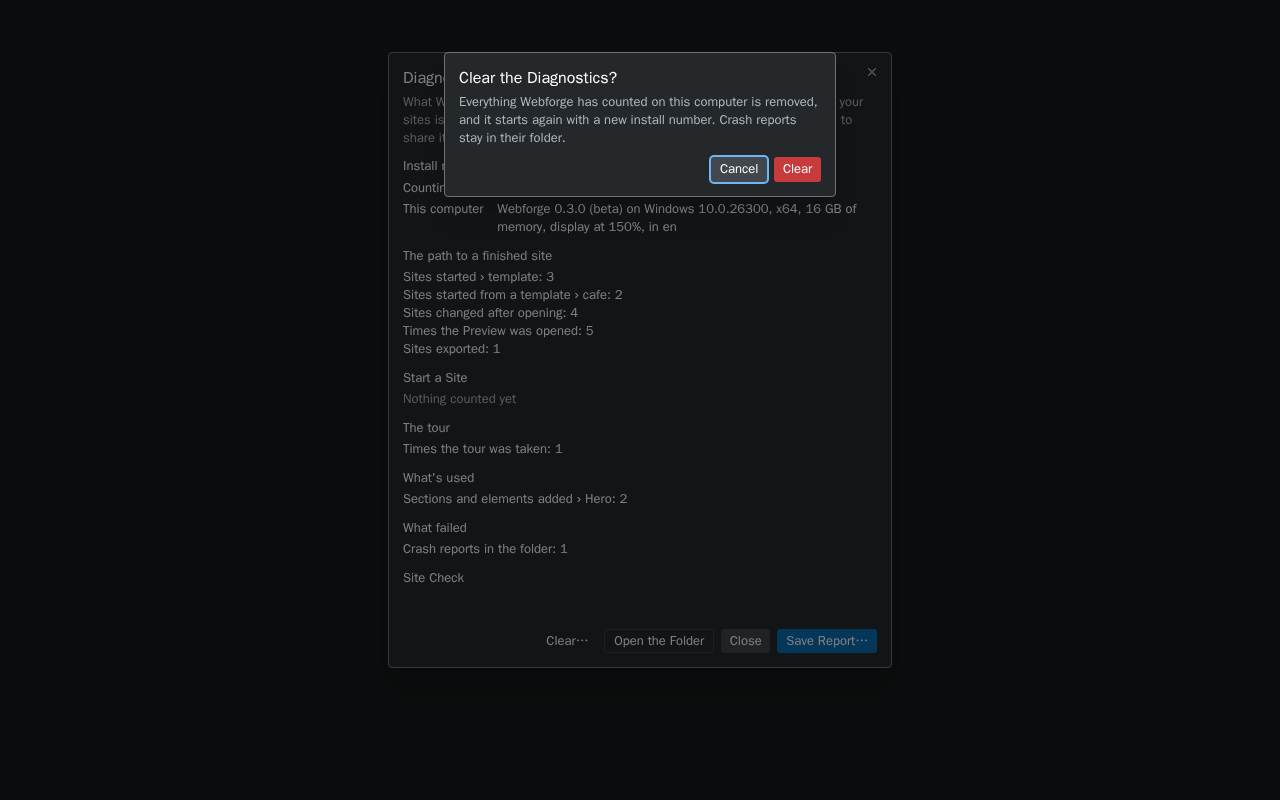 Clear the Diagnostics?
Everything Webforge has counted on this computer is removed,
and it starts again with a new install number. Crash reports
stay in their folder.
Cancel Clear
What your
sites to
share
Install
This computer Webforge 0.3.0 (beta) on Windows 10.0.26300, x64, 16 GB of
memory, display at 150%, in en
The path to a finished site
Sites started › template: 3
Sites started from a template › cafe: 2
Sites changed after opening: 4
Times the Preview was opened: 5
Sites exported: 1
Start a Site
Nothing counted yet
The tour
Times the tour was taken: 1
What's used
Sections and elements added › Hero: 2
What failed
Crash reports in the folder: 1
Site Check
Clear··· Open the Folder Close Save Report···